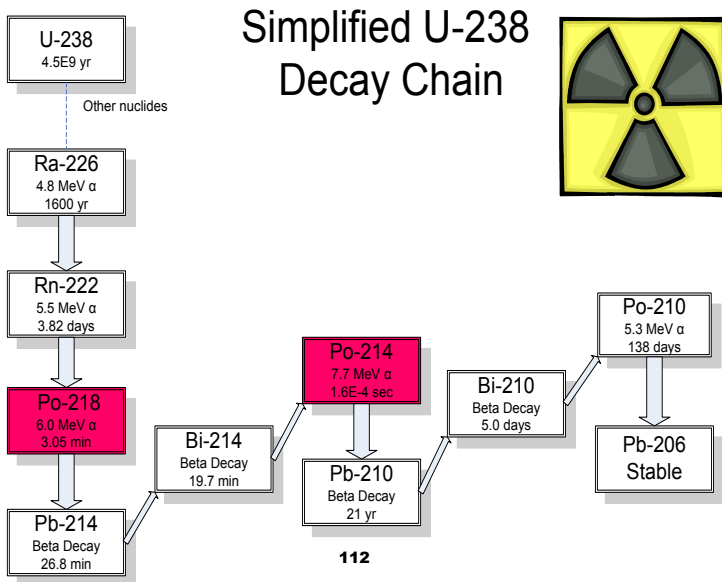 Simplified U-238
Decay Chain
U-238
4.5E9 yr
Other nuclides
Ra-226
4.8 MeV α
1600 yr
Rn-222
5.5 MeV α
3.82 days
Po-218
6.0 MeV α
3.05 min
Pb-214
Beta Decay
26.8 min
Bi-214
Beta Decay
19.7 min
Po-214
7.7 MeV α
1.6E-4 sec
Pb-210
Beta Decay
21 yr
Bi-210
Beta Decay
5.0 days
Po-210
5.3 MeV α
138 days
Pb-206
Stable
112